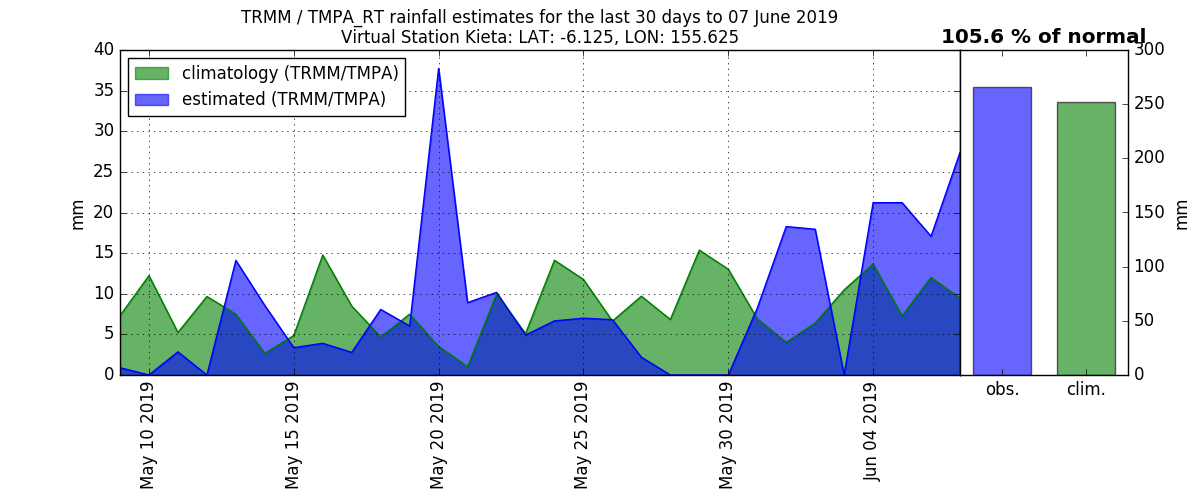 TRMM / TMPA_RT rainfall estimates for the last 30 days to 07 June 2019
Virtual Station Kieta: LAT: -6.125, LON: 155.625
105.6 % of normal
climatology (TRMM/TMPA)
estimated (TRMM/TMPA)
40
35
30
25
20
15
10
5
0
mm
May 10 2019
May 15 2019
May 20 2019
May 25 2019
May 30 2019
Jun 04 2019
300
250
200
150
100
50
0
mm
obs.
clim.